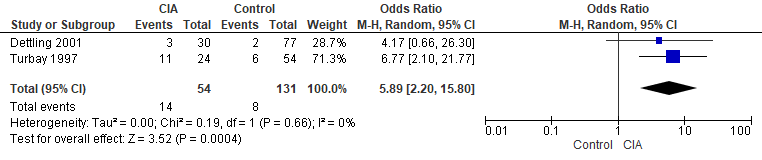 CIA Control Odds Ratio Odds Ratio
Study or Subgroup Events Total Events Total Weight M-H, Random, 95% CI M-H, Random, 95% CI
Dettling 2001 3 30 2 77 28.7% 4.17 [0.66, 26.30]
Turbay 1997 11 24 6 54 71.3% 6.77 [2.10, 21.77]
Total (95% CI) 54 131 100.0% 5.89 [2.20, 15.80]
Total events 14 8
Heterogeneity: Tau² = 0.00; Chi² = 0.19, df = 1 (P = 0.66); I² = 0%
Test for overall effect: Z = 3.52 (P = 0.0004)
0.01 0.1 1 10 100
Control CIA